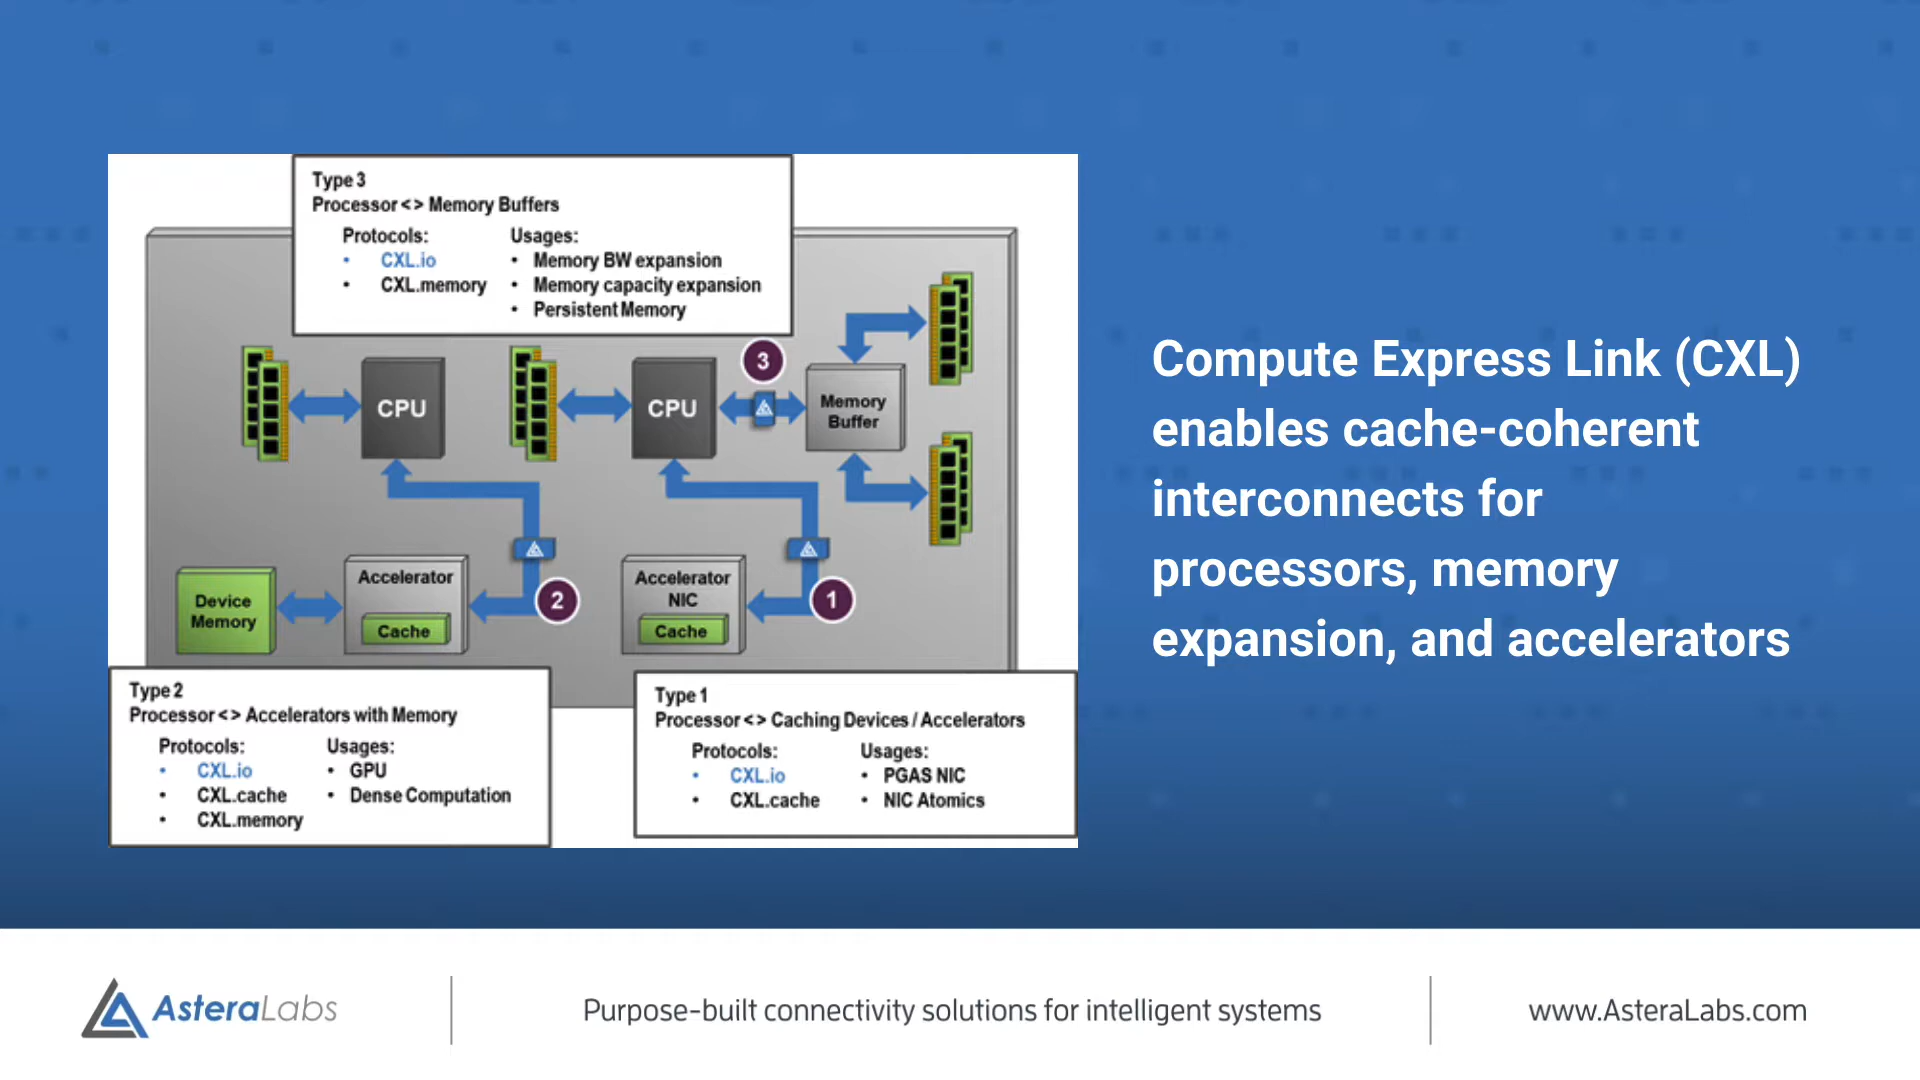 Type 3
Processor <> Memory Buffers
Protocols:
• CXL.io
• CXL.memory
Usages:
• Memory BW expansion
• Memory capacity expansion
• Persistent Memory
CPU
CPU
3
Memory
Buffer
Device
Memory
Accelerator
Cache
2
Accelerator
NIC
Cache
1
Type 2
Processor <> Accelerators with Memory
Protocols:
• CXL.io
• CXL.cache
• CXL.memory
Usages:
• GPU
• Dense Computation
Type 1
Processor <> Caching Devices / Accelerators
Protocols:
• CXL.io
• CXL.cache
Usages:
• PGAS NIC
• NIC Atomics
Compute Express Link (CXL)
enables cache-coherent
interconnects for
processors, memory
expansion, and accelerators
AsteraLabs
Purpose-built connectivity solutions for intelligent systems
www.AsteraLabs.com